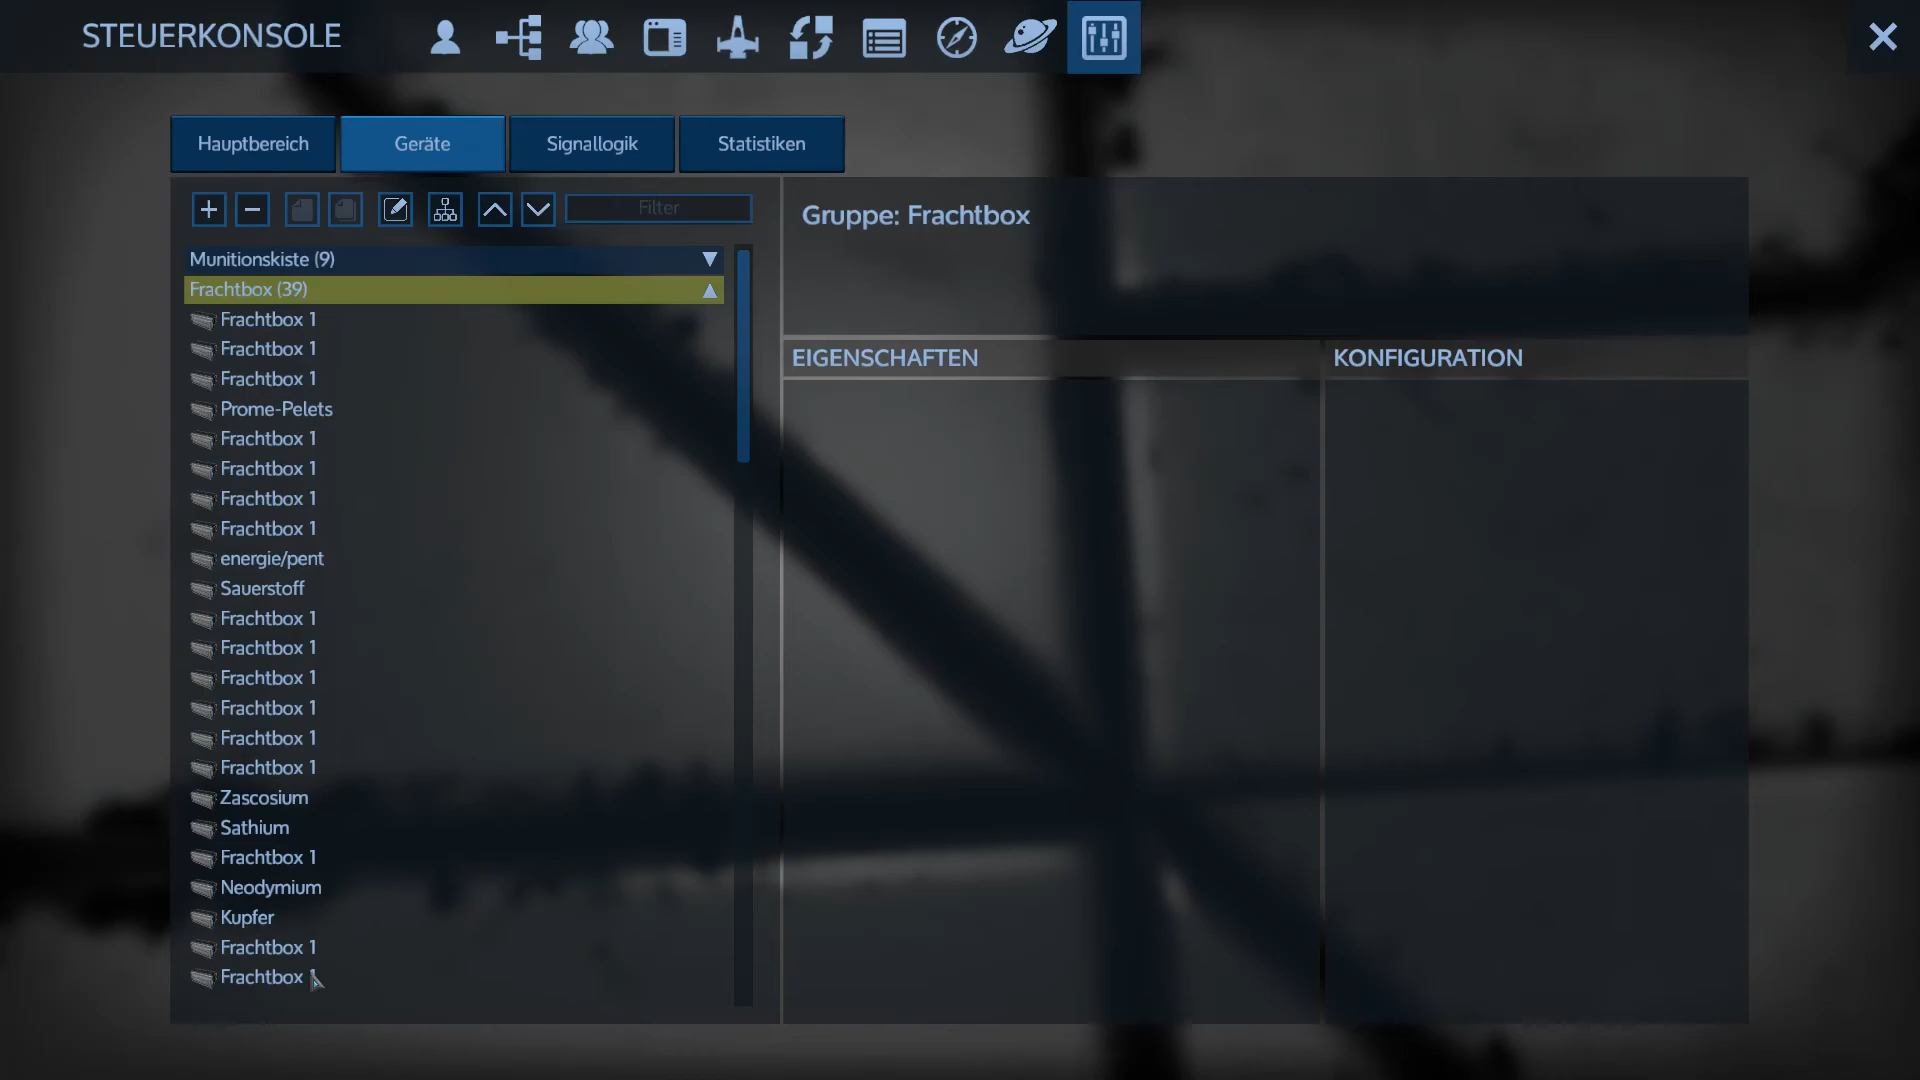 STEUERKONSOLE
Hauptbereich
Geräte
Signallogik
Statistiken
Filter
Gruppe: Frachtbox
Munitionskiste (9)
Frachtbox (39)
Frachtbox 1
Frachtbox 1
Frachtbox 1
Prome-Pelets
Frachtbox 1
Frachtbox 1
Frachtbox 1
Frachtbox 1
energie/pent
Sauerstoff
Frachtbox 1
Frachtbox 1
Frachtbox 1
Frachtbox 1
Frachtbox 1
Frachtbox 1
Zascosium
Sathium
Frachtbox 1
Neodymium
Kupfer
Frachtbox 1
Frachtbox 1
EIGENSCHAFTEN
KONFIGURATION